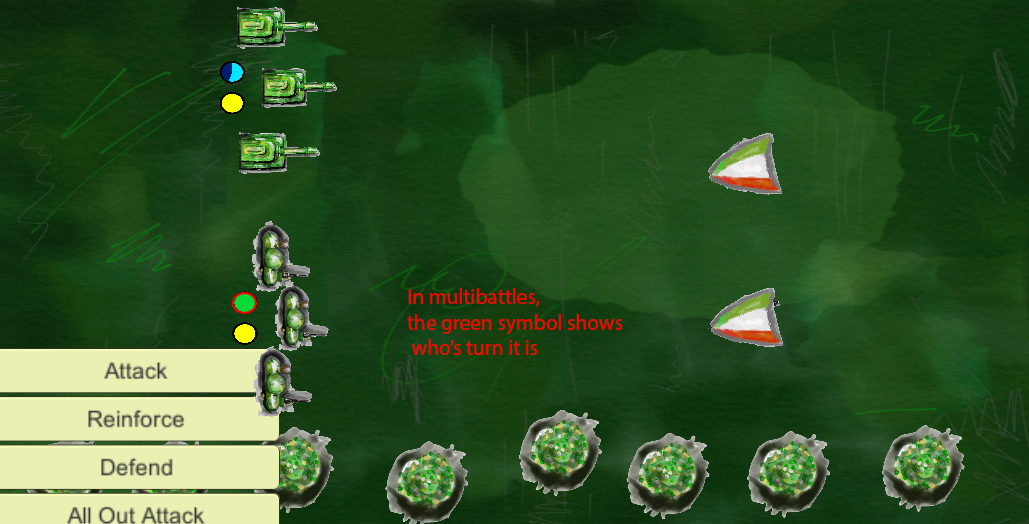 In multibattles,
the green symbol shows
who's turn it is
Attack
Reinforce
Defend
All Out Attack